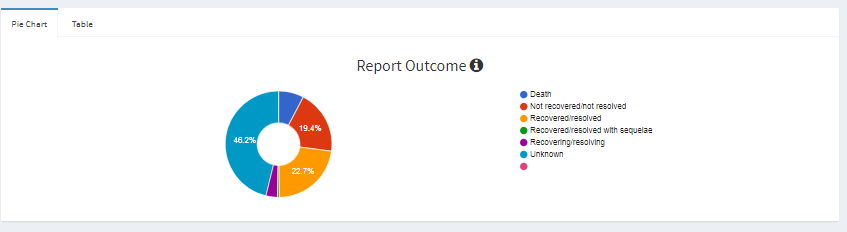 Pie Chart Table
Report Outcome
Death
Not recovered/not resolved
Recovered/resolved
Recovered/resolved with sequelae
Recovering/resolving
Unknown
19.4%
46.2%
22.7%